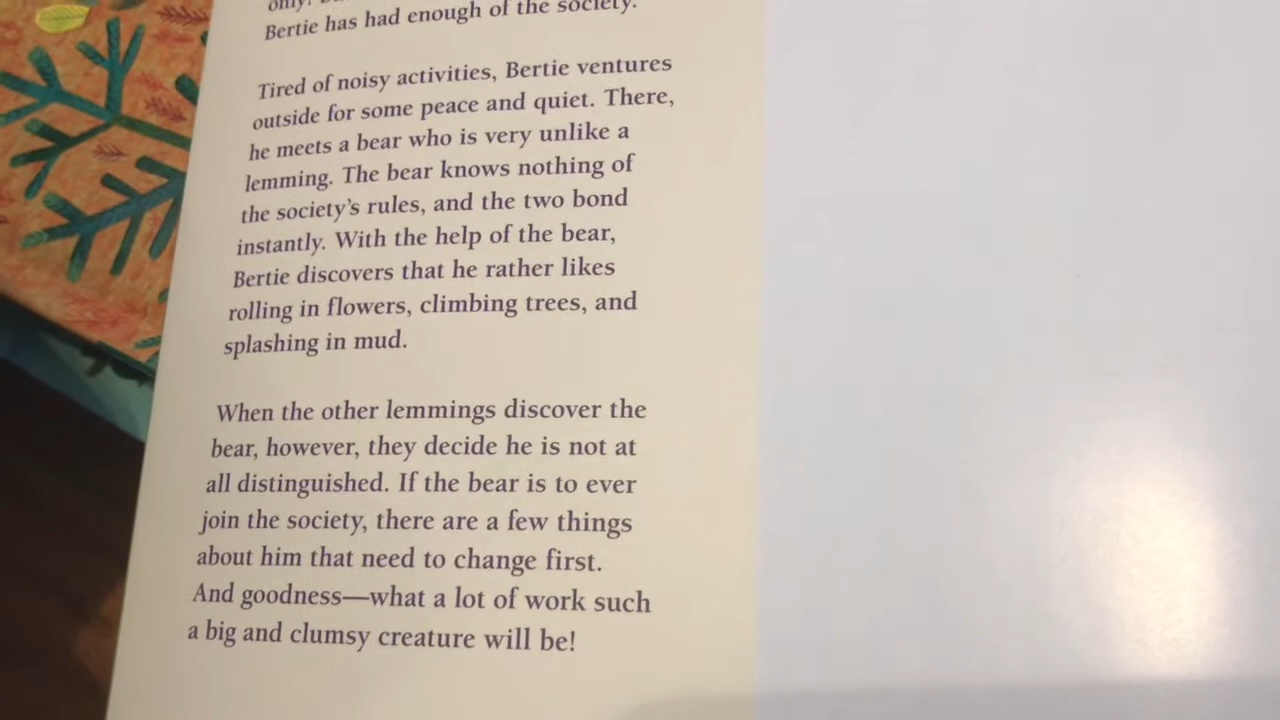 only.
Bertie has had enough of the society.
Tired of noisy activities, Bertie ventures
outside for some peace and quiet. There,
he meets a bear who is very unlike a
lemming. The bear knows nothing of
the society’s rules, and the two bond
instantly. With the help of the bear,
Bertie discovers that he rather likes
rolling in flowers, climbing trees, and
splashing in mud.
When the other lemmings discover the
bear, however, they decide he is not at
all distinguished. If the bear is to ever
join the society, there are a few things
about him that need to change first.
And goodness—what a lot of work such
a big and clumsy creature will be!